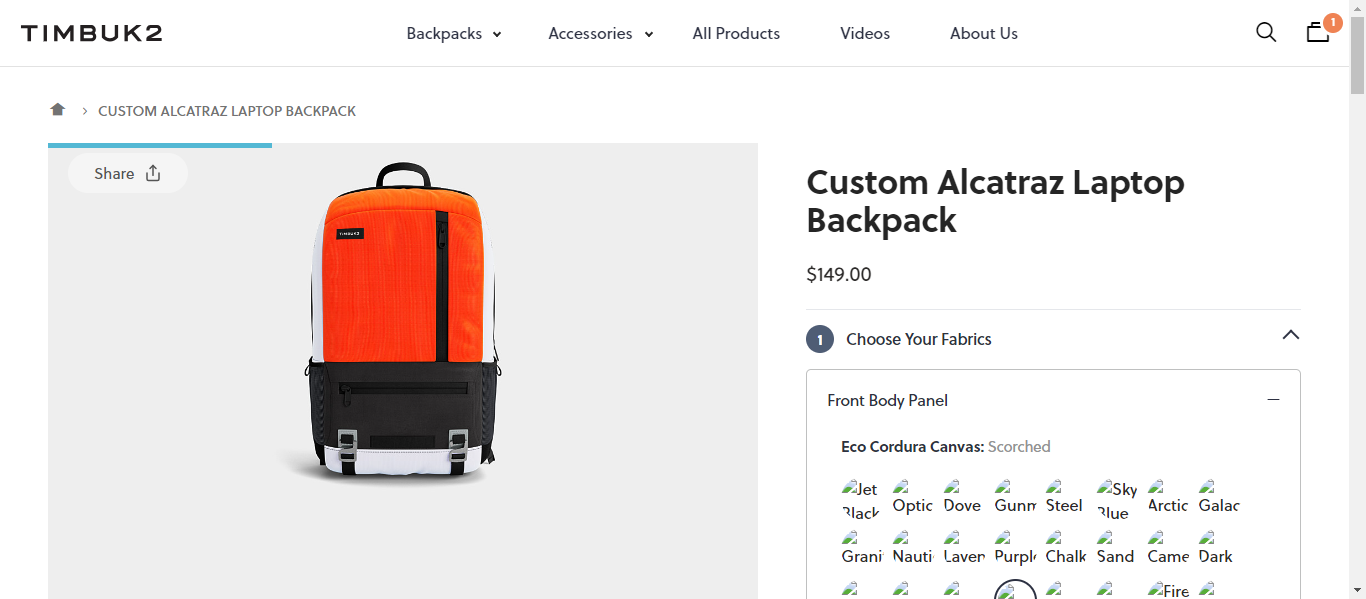 TIMBUK2
Backpacks
Accessories
All Products
Videos
About Us
1
CUSTOM ALCATRAZ LAPTOP BACKPACK
Share
TIMBUK2
Custom Alcatraz Laptop
Backpack
$149.00
1 Choose Your Fabrics
Front Body Panel
Eco Cordura Canvas: Scorched
Jet Black
Optic
Dove
Gunm
Steel
Sky Blue
Arctic
Galac
Grani
Nauti
Laven
Purpl
Chalk
Sand
Came
Dark
Fire